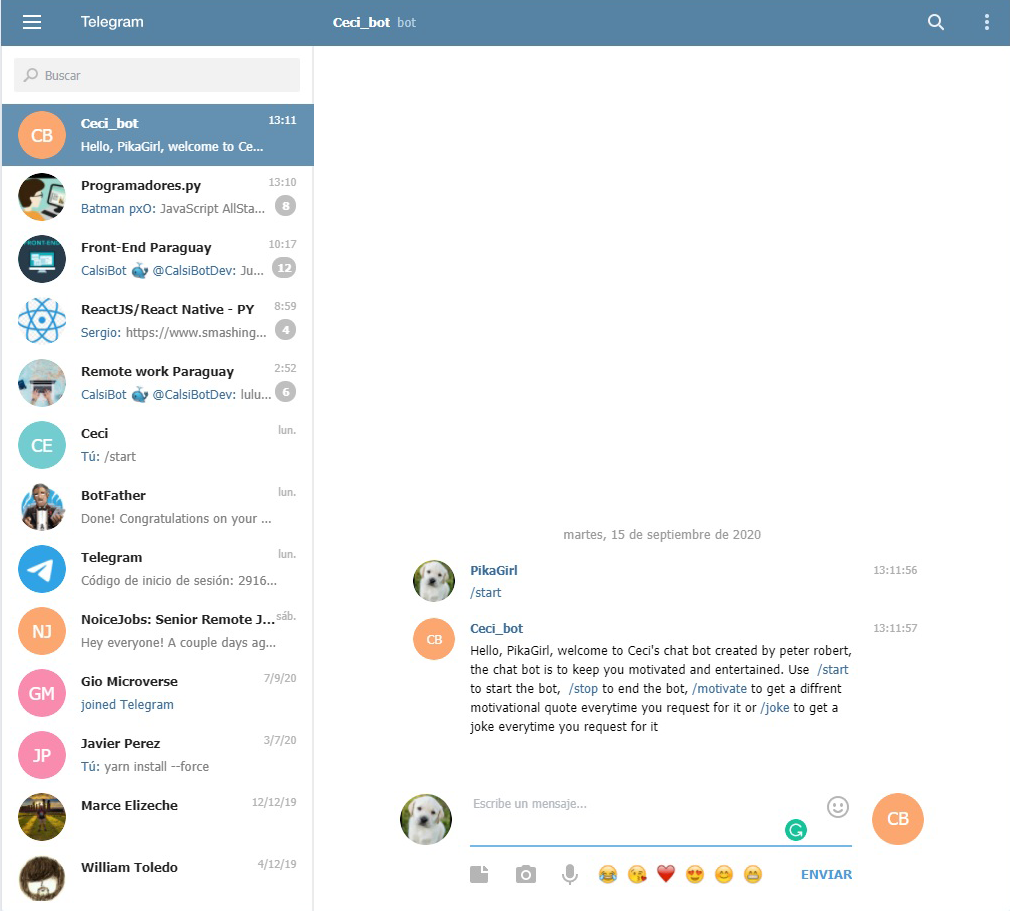 Telegram
Ceci_bot bot
Buscar
CB
Ceci_bot
13:11
Hello, PikaGirl, welcome to Ce...
Programadores.py
13:10
Batman pxO: JavaScript AllSta...
8
FRONT-END
Front-End Paraguay
10:17
CalsiBot 🐳 @CalsiBotDev: Ju...
12
ReactJS/React Native - PY
8:59
Sergio: https://www.smashing...
4
Remote work Paraguay
2:52
CalsiBot 🐳 @CalsiBotDev: lulu...
6
CE
Ceci
lun.
Tú: /start
BotFather
lun.
Done! Congratulations on your ...
Telegram
lun.
Código de inicio de sesión: 2916...
NJ
NoiceJobs: Senior Remote J...
sáb.
Hey everyone! A couple days ag...
GM
Gio Microverse
7/9/20
joined Telegram
JP
Javier Perez
3/7/20
Tú: yarn install --force
Marce Elizeche
12/12/19
William Toledo
4/12/19
martes, 15 de septiembre de 2020
PikaGirl
13:11:56
/start
CB
Ceci_bot
13:11:57
Hello, PikaGirl, welcome to Ceci's chat bot created by peter robert,
the chat bot is to keep you motivated and entertained. Use /start
to start the bot, /stop to end the bot, /motivate to get a diffrent
motivational quote everytime you request for it or /joke to get a
joke everytime you request for it
Escribe un mensaje...
CB
ENVIAR